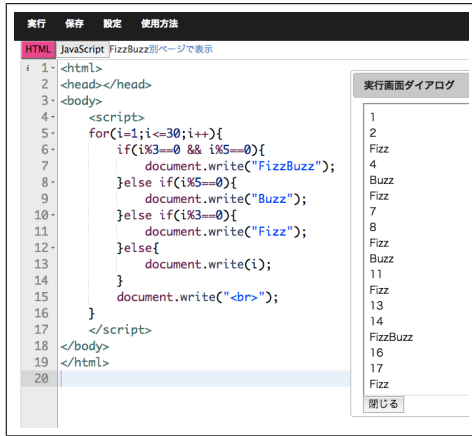 実行 保存 設定 使用方法
HTML JavaScript FizzBuzz別ページで表示
i 1 <html>
2 <head></head>
3 <body>
4 <script>
5 for(i=1;i<=30;i++){
6 if(i%3==0 && i%5==0){
7 document.write("FizzBuzz");
8 }else if(i%5==0){
9 document.write("Buzz");
10 }else if(i%3==0){
11 document.write("Fizz");
12 }else{
13 document.write(i);
14 }
15 document.write("<br>");
16 }
17 </script>
18 </body>
19 </html>
20
実行画面ダイアログ
1
2
Fizz
4
Buzz
Fizz
7
8
Fizz
Buzz
11
Fizz
13
14
FizzBuzz
16
17
Fizz
閉じる